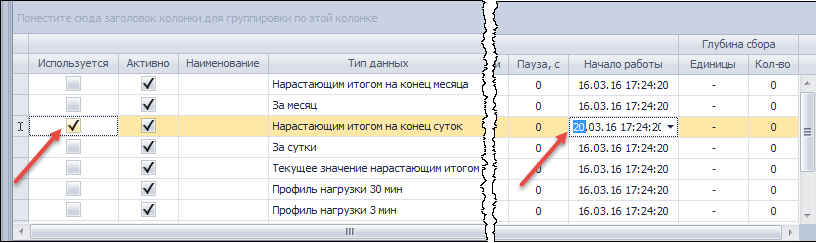 Поместите сюда заголовок колонки для группировки по этой колонке
Глубина сбора
Используется Активно Наименование Тип данных и Пауза, с Начало работы Единицы Кол-во
Нарастающим итогом на конец месяца 0 16.03.16 17:24:20 - 0
За месяц 0 16.03.16 17:24:20 - 0
Нарастающим итогом на конец суток 0 20.03.16 17:24:20 - 0
За сутки 0 16.03.16 17:24:20 - 0
Текущее значение нарастающим итогом 0 16.03.16 17:24:20 - 0
Профиль нагрузки 30 мин 0 16.03.16 17:24:20 - 0
Профиль нагрузки 3 мин 0 16.03.16 17:24:20 - 0